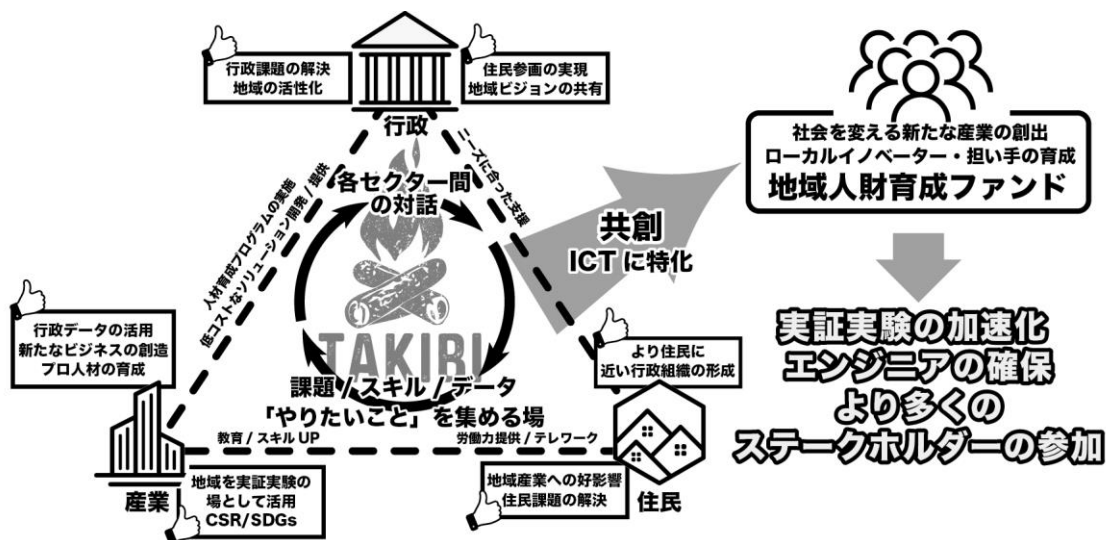 行政課題の解決
地域の活性化
住民参画の実現
地域ビジョンの共有
行政
人材育成プログラムの実施
低コストなソリューション開発/提供
ニーズに合った支援
各セクター間
の対話
TAKIBI
課題/スキル/データ
「やりたいこと」を集める場
行政データの活用
新たなビジネスの創造
プロ人材の育成
産業
地域を実証実験の
場として活用
CSR/SDGs
教育/スキルUP
労働力提供/テレワーク
より住民に
近い行政組織の形成
地域産業への好影響
住民課題の解決
住民
共創
ICTに特化
社会を変える新たな産業の創出
ローカルイノベーター・担い手の育成
地域人財育成ファンド
実証実験の加速化
エンジニアの確保
より多くの
ステークホルダーの参加